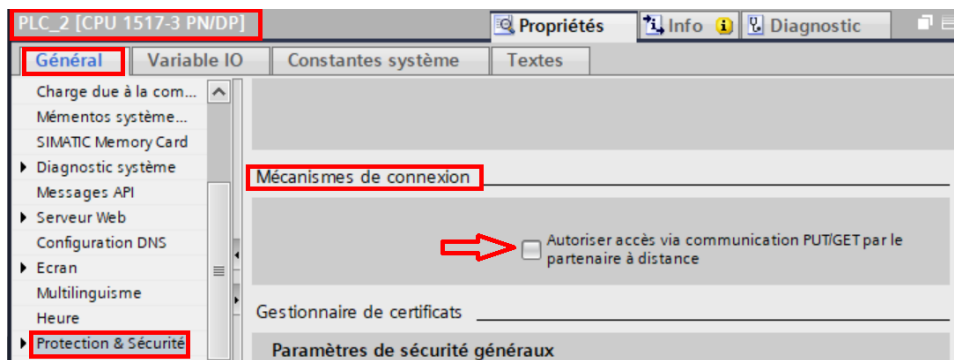 PLC_2 [CPU 1517-3 PN/DP]
Propriétés
Info
Diagnostic
Général
Variable IO
Constantes système
Textes
Charge due à la com...
Mémentos système...
SIMATIC Memory Card
Diagnostic système
Messages API
Serveur Web
Configuration DNS
Ecran
Multilinguisme
Heure
Protection & Sécurité
Mécanismes de connexion
Autoriser accès via communication PUT/GET par le
partenaire à distance
Gestionnaire de certificats
Paramètres de sécurité généraux